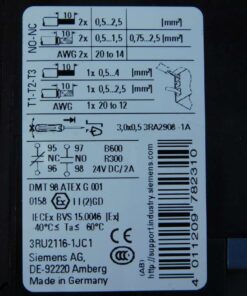 NO-NC
10 2x 0,5...2,5 [mm²]
10 2x 0,5...1,5 0,75...2,5 [mm²]
AWG 2x 20 to 14
T1-T2-T3
10 1x 0,5...4 [mm²]
10 1x 0,5...2,5 [mm²]
AWG 1x 20 to 12
3,0x0,5 3RA2908-1A
95 97 B600
NC NO R300
96 98 24V DC/2A
DMT 98 ATEX G 001
0158 Ex II (2) GD
IECEx BVS 15.0046 [Ex]
-40°C ≤ Ta ≤ 60°C
3RU2116-1JC1
Siemens AG,
DE-92220 Amberg
Made in Germany
http://support.industry.siemens.com
(AB)
4 011209 782310